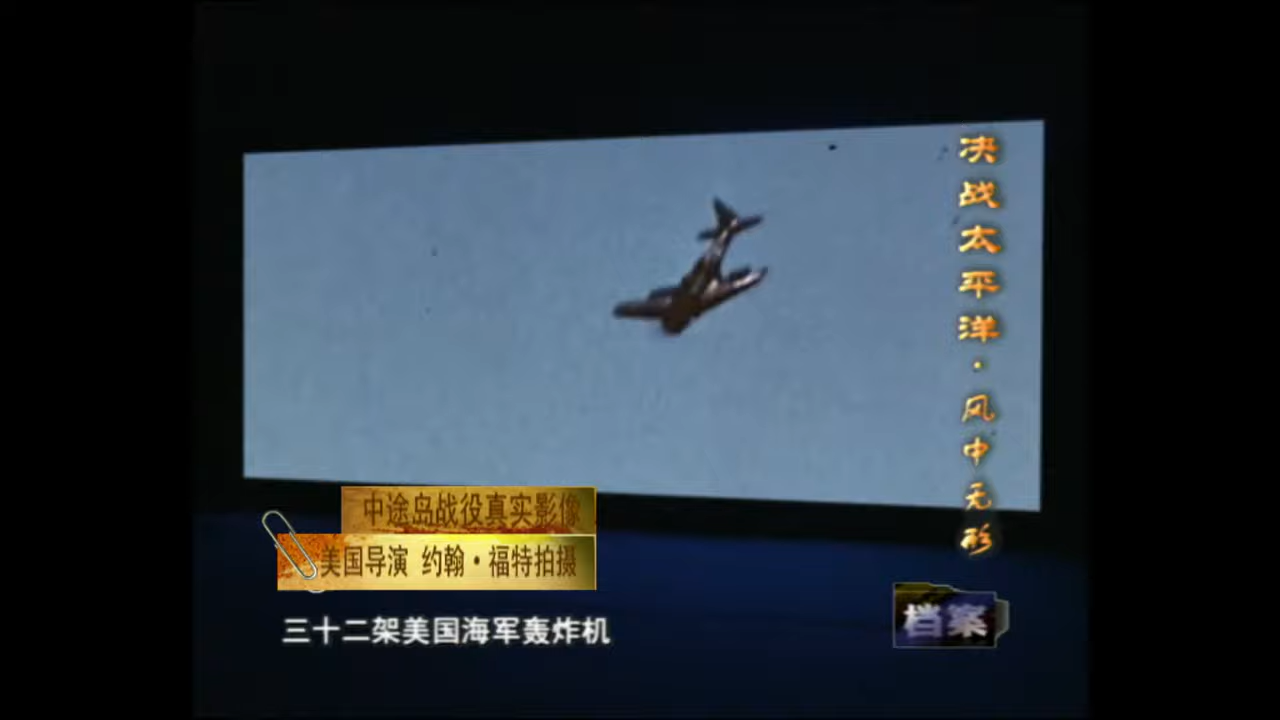 决战太平洋·风中无形
中途岛战役真实影像
美国导演 约翰·福特拍摄
三十二架美国海军轰炸机
档案